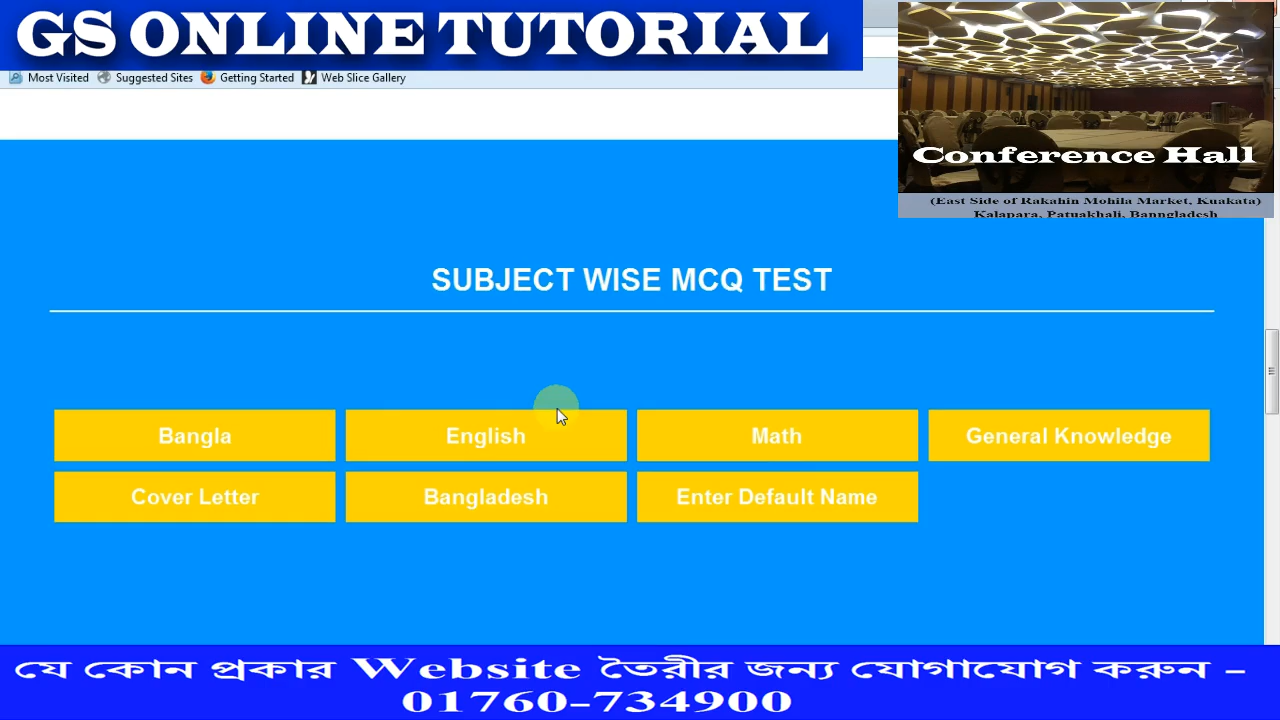 GS ONLINE TUTORIAL
Most Visited Suggested Sites Getting Started Web Slice Gallery
Conference Hall
(East Side of Rakahin Mohila Market, Kuakata)
Kalapara, Patuakhali, Banngladesh
SUBJECT WISE MCQ TEST
Bangla English Math General Knowledge
Cover Letter Bangladesh Enter Default Name
যে কোন প্রকার Website তৈরীর জন্য যোগাযোগ করুন -
01760-734900